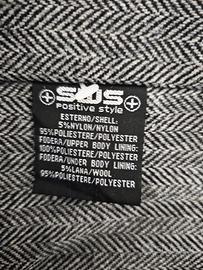 SUS
positive style
ESTERNO/SHELL:
5%NYLON/NYLON
95%POLIESTERE/POLYESTER
FODERA/UPPER BODY LINING:
100%POLIESTERE/POLYESTER
FODERA/UNDER BODY LINING:
5%LANA/WOOL
95%POLIESTERE/POLYESTER